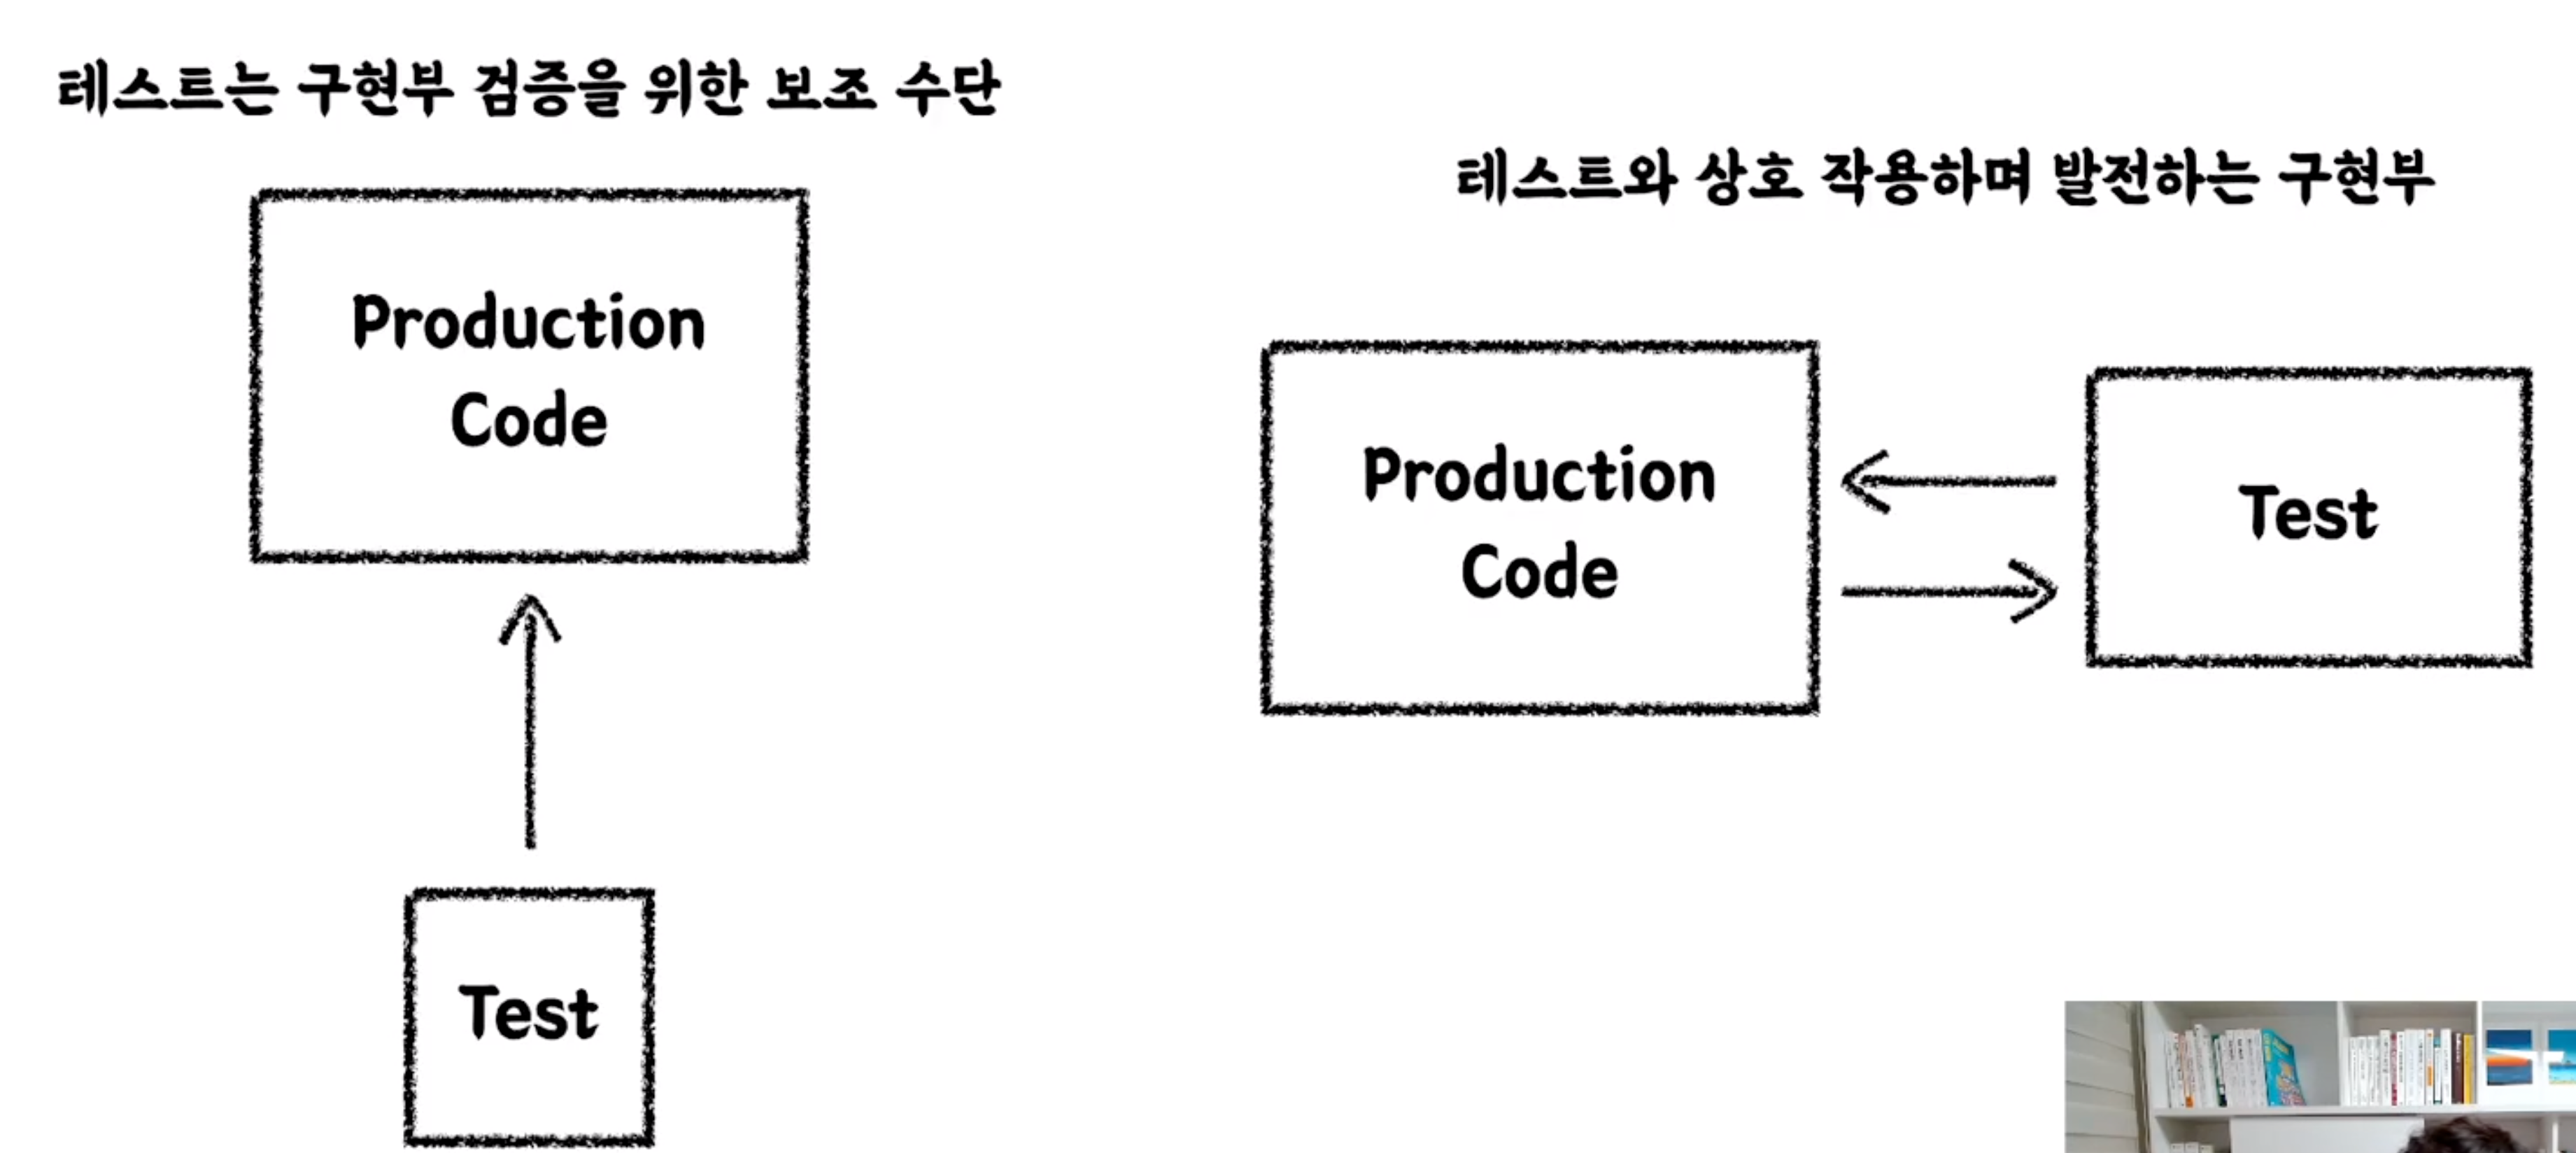 테스트는 구현부 검증을 위한 보조 수단
Production
Code
Test
테스트와 상호 작용하며 발전하는 구현부
Production
Code
Test